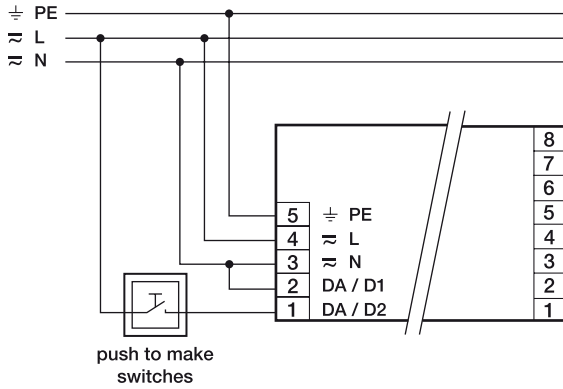 ⏚ PE
≂ L
≂ N
8
7
6
5
4
3
2
1
5 ⏚ PE
4 ≂ L
3 ≂ N
2 DA / D1
1 DA / D2
push to make
switches